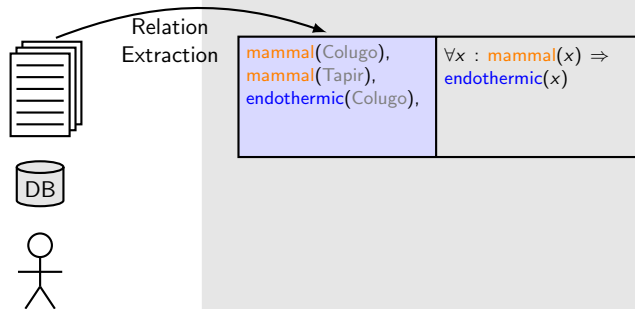 Relation
Extraction
mammal(Colugo),
mammal(Tapir),
endothermic(Colugo),
∀x : mammal(x) ⇒
endothermic(x)
DB